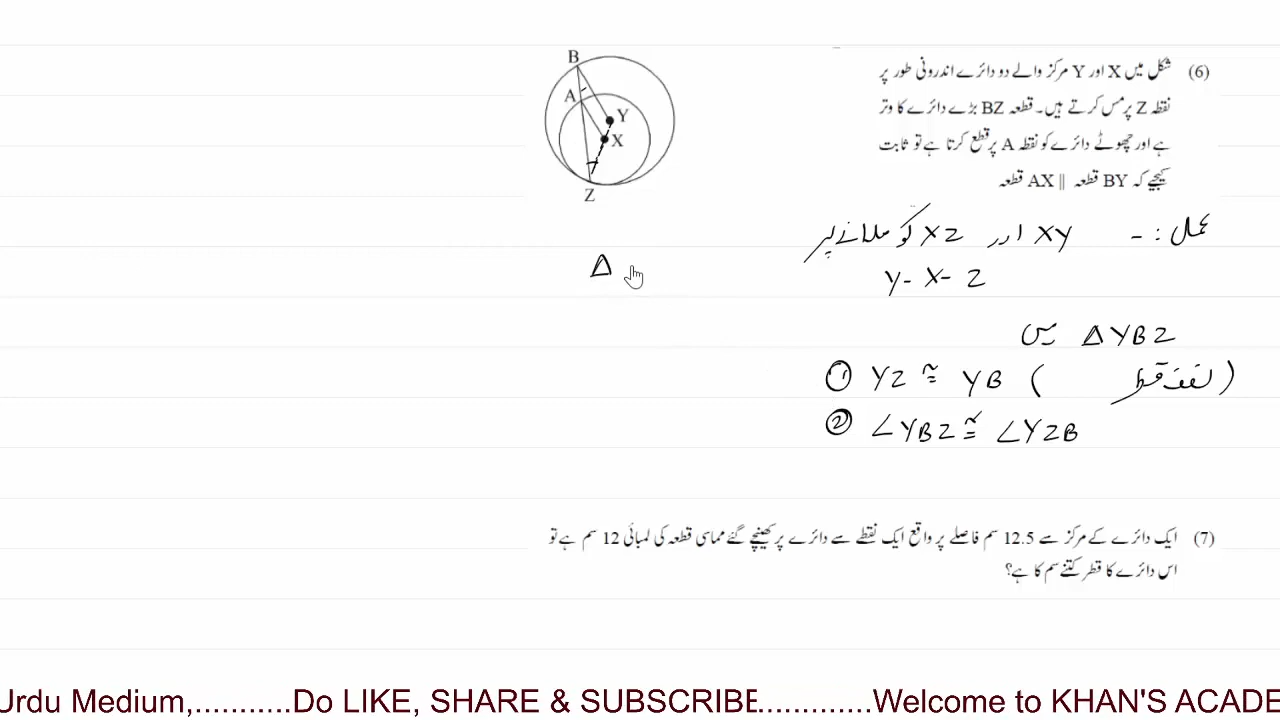 (6) شکل میں X اور Y مرکز والے دو دائرے اندرونی طور پر
نقطہ Z پر مس کرتے ہیں۔ قطعہ BZ بڑے دائرے کا وتر
ہے اور چھوٹے دائرے کو نقطہ A پر قطع کرتا ہے تو ثابت
کیجیے کہ BY قطعہ || AX قطعہ
B
A
Y
X
Z
عمل :- XY اور XZ کو ملانے پر
Y - X - Z
Δ YBZ میں
① YZ ≅ YB ( نصف قطر )
② ∠YBZ ≅ ∠YZB
Δ
(7) ایک دائرے کے مرکز سے 12.5 سم فاصلے پر واقع ایک نقطے سے دائرے پر کھینچے گئے مماسی قطعہ کی لمبائی 12 سم ہے تو
اس دائرے کا قطر کتنے سم کا ہے؟
Urdu Medium,...........Do LIKE, SHARE & SUBSCRIBE..............Welcome to KHAN'S ACADE